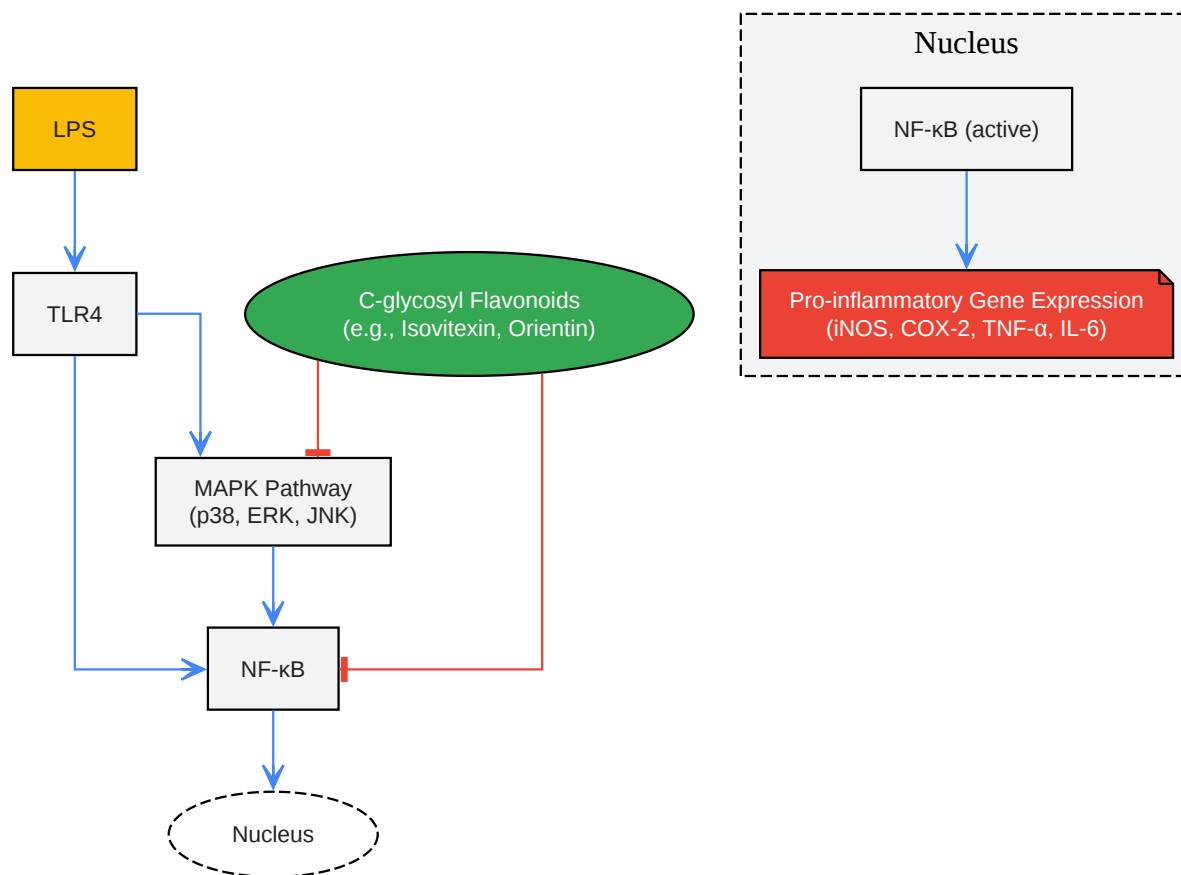 Nucleus
LPS
NF-κB (active)
TLR4
C-glycosyl Flavonoids
(e.g., Isovitexin, Orientin)
Pro-inflammatory Gene Expression
(iNOS, COX-2, TNF-α, IL-6)
MAPK Pathway
(p38, ERK, JNK)
NF-κB
Nucleus